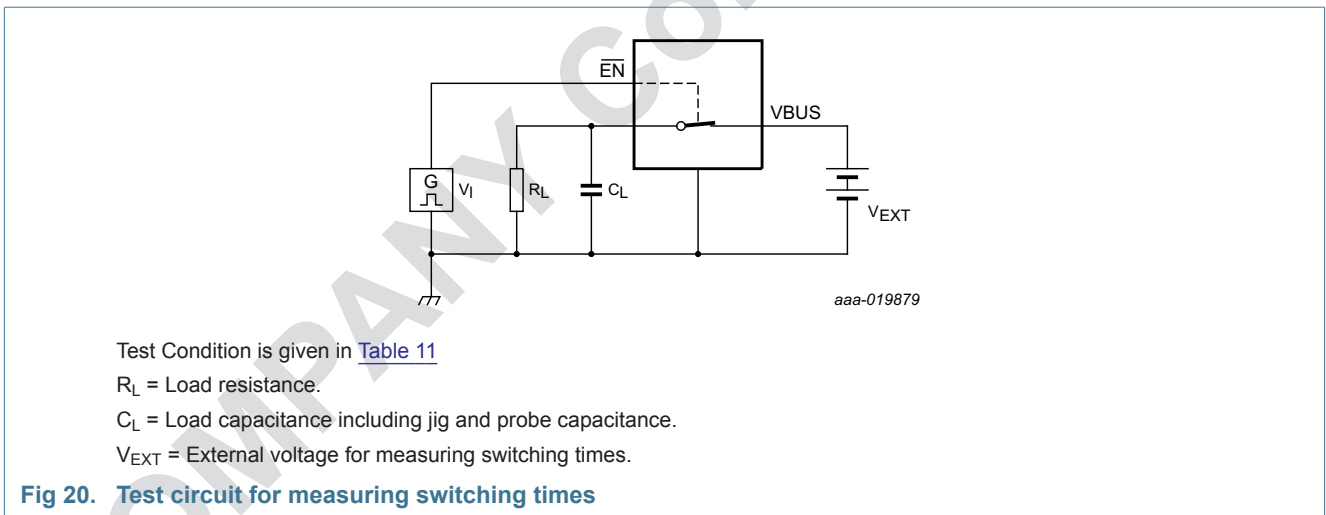 COMPANY CO
EN
VBUS
G
VI
RL
CL
VEXT
aaa-019879
Test Condition is given in Table 11
RL = Load resistance.
CL = Load capacitance including jig and probe capacitance.
VEXT = External voltage for measuring switching times.
Fig 20. Test circuit for measuring switching times